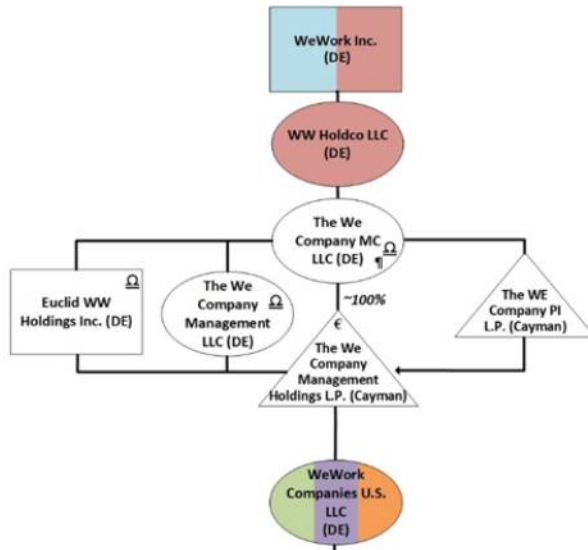 WeWork Inc.
(DE)
WW Holdco LLC
(DE)
The We
Company MC
LLC (DE)
Ω
¶
Euclid WW
Holdings Inc. (DE)
Ω
The We
Company
Management
LLC (DE)
Ω
~100%
€
The We
Company
Management
Holdings L.P. (Cayman)
The WE
Company PI
L.P. (Cayman)
WeWork
Companies U.S.
LLC
(DE)